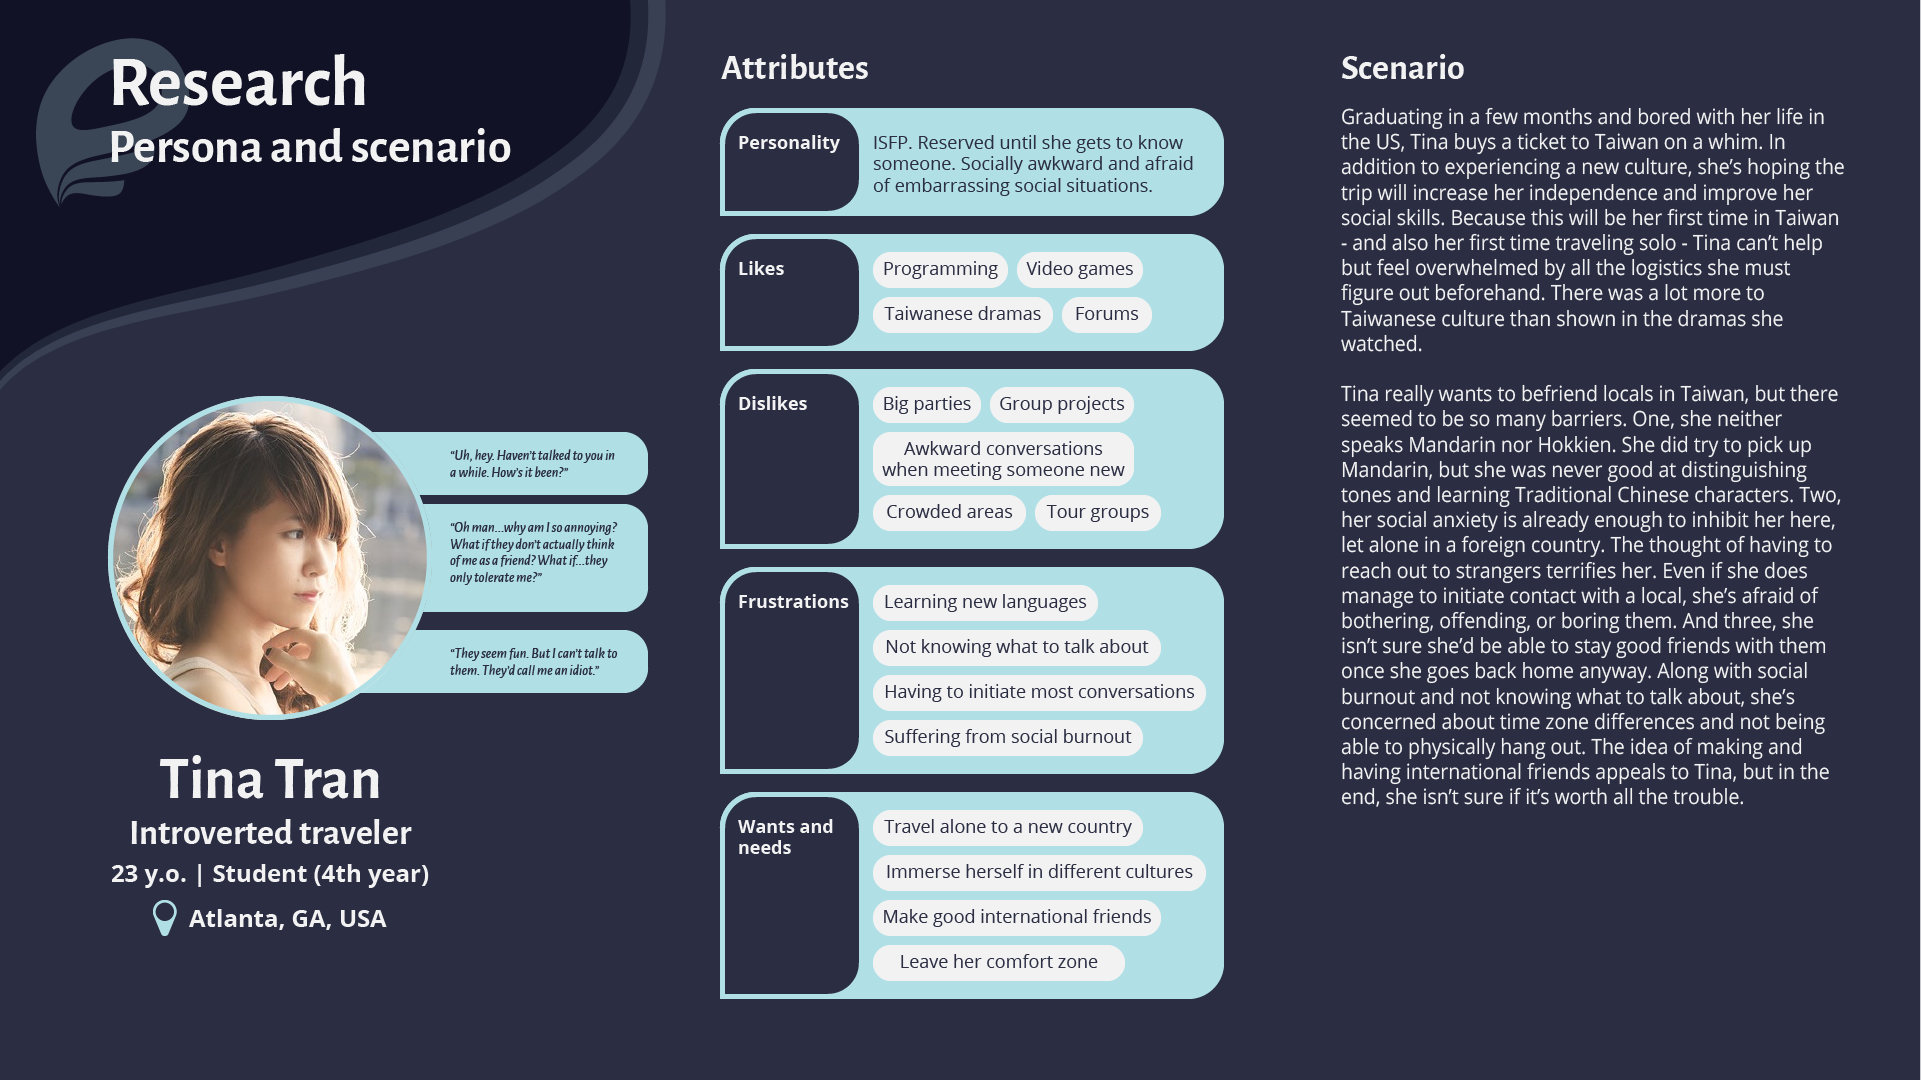 Research
Persona and scenario
“Uh, hey. Haven’t talked to you in
a while. How’s it been?”
“Oh man...why am I so annoying?
What if they don’t actually think
of me as a friend? What if...they
only tolerate me?”
“They seem fun. But I can’t talk to
them. They’d call me an idiot.”
Tina Tran
Introverted traveler
23 y.o. | Student (4th year)
Atlanta, GA, USA
Attributes
Personality
ISFP. Reserved until she gets to know
someone. Socially awkward and afraid
of embarrassing social situations.
Likes
Programming
Video games
Taiwanese dramas
Forums
Dislikes
Big parties
Group projects
Awkward conversations
when meeting someone new
Crowded areas
Tour groups
Frustrations
Learning new languages
Not knowing what to talk about
Having to initiate most conversations
Suffering from social burnout
Wants and
needs
Travel alone to a new country
Immerse herself in different cultures
Make good international friends
Leave her comfort zone
Scenario
Graduating in a few months and bored with her life in
the US, Tina buys a ticket to Taiwan on a whim. In
addition to experiencing a new culture, she’s hoping the
trip will increase her independence and improve her
social skills. Because this will be her first time in Taiwan
- and also her first time traveling solo - Tina can’t help
but feel overwhelmed by all the logistics she must
figure out beforehand. There was a lot more to
Taiwanese culture than shown in the dramas she
watched.
Tina really wants to befriend locals in Taiwan, but there
seemed to be so many barriers. One, she neither
speaks Mandarin nor Hokkien. She did try to pick up
Mandarin, but she was never good at distinguishing
tones and learning Traditional Chinese characters. Two,
her social anxiety is already enough to inhibit her here,
let alone in a foreign country. The thought of having to
reach out to strangers terrifies her. Even if she does
manage to initiate contact with a local, she’s afraid of
bothering, offending, or boring them. And three, she
isn’t sure she’d be able to stay good friends with them
once she goes back home anyway. Along with social
burnout and not knowing what to talk about, she’s
concerned about time zone differences and not being
able to physically hang out. The idea of making and
having international friends appeals to Tina, but in the
end, she isn’t sure if it’s worth all the trouble.